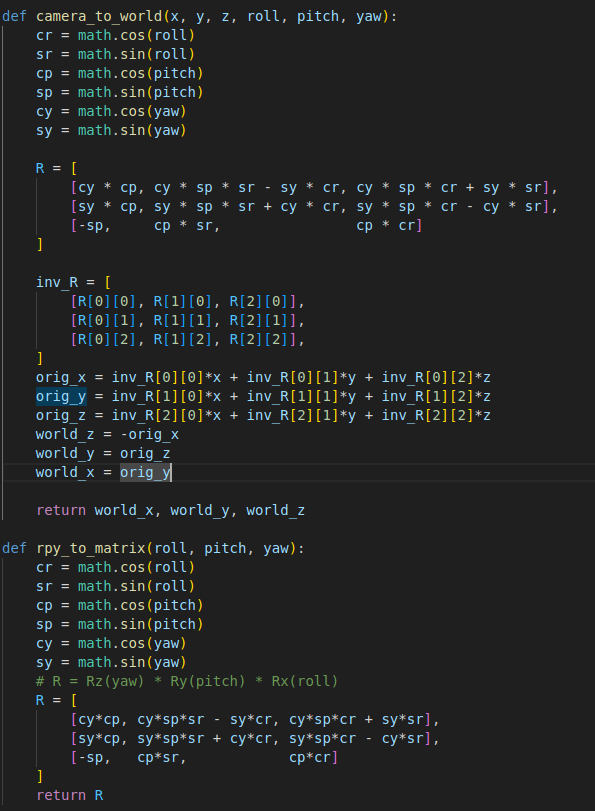 def camera_to_world(x, y, z, roll, pitch, yaw):
    cr = math.cos(roll)
    sr = math.sin(roll)
    cp = math.cos(pitch)
    sp = math.sin(pitch)
    cy = math.cos(yaw)
    sy = math.sin(yaw)

    R = [
        [cy * cp, cy * sp * sr - sy * cr, cy * sp * cr + sy * sr],
        [sy * cp, sy * sp * sr + cy * cr, sy * sp * cr - cy * sr],
        [-sp,     cp * sr,                cp * cr]
    ]

    inv_R = [
        [R[0][0], R[1][0], R[2][0]],
        [R[0][1], R[1][1], R[2][1]],
        [R[0][2], R[1][2], R[2][2]],
    ]
    orig_x = inv_R[0][0]*x + inv_R[0][1]*y + inv_R[0][2]*z
    orig_y = inv_R[1][0]*x + inv_R[1][1]*y + inv_R[1][2]*z
    orig_z = inv_R[2][0]*x + inv_R[2][1]*y + inv_R[2][2]*z
    world_z = -orig_x
    world_y = orig_z
    world_x = orig_y

    return world_x, world_y, world_z

def rpy_to_matrix(roll, pitch, yaw):
    cr = math.cos(roll)
    sr = math.sin(roll)
    cp = math.cos(pitch)
    sp = math.sin(pitch)
    cy = math.cos(yaw)
    sy = math.sin(yaw)
    # R = Rz(yaw) * Ry(pitch) * Rx(roll)
    R = [
        [cy*cp, cy*sp*sr - sy*cr, cy*sp*cr + sy*sr],
        [sy*cp, sy*sp*sr + cy*cr, sy*sp*cr - cy*sr],
        [-sp,   cp*sr,            cp*cr]
    ]
    return R